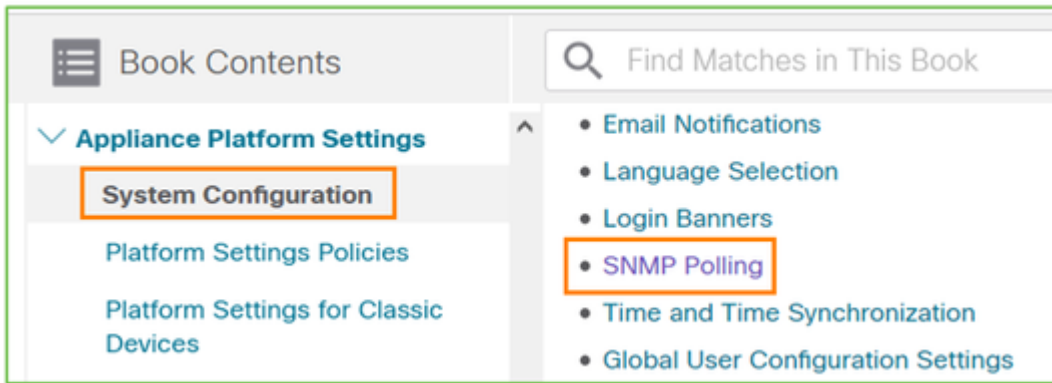 Book Contents
Find Matches in This Book
Appliance Platform Settings
System Configuration
Platform Settings Policies
Platform Settings for Classic
Devices
• Email Notifications
• Language Selection
• Login Banners
• SNMP Polling
• Time and Time Synchronization
• Global User Configuration Settings